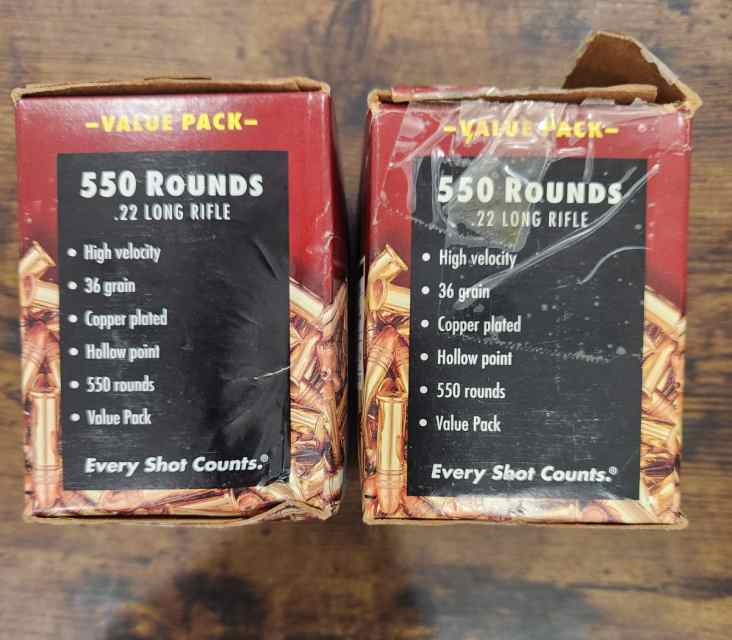 –VALUE PACK–
550 ROUNDS
.22 LONG RIFLE
• High velocity
• 36 grain
• Copper plated
• Hollow point
• 550 rounds
• Value Pack
Every Shot Counts.®
–VALUE PACK–
550 ROUNDS
.22 LONG RIFLE
• High velocity
• 36 grain
• Copper plated
• Hollow point
• 550 rounds
• Value Pack
Every Shot Counts.®